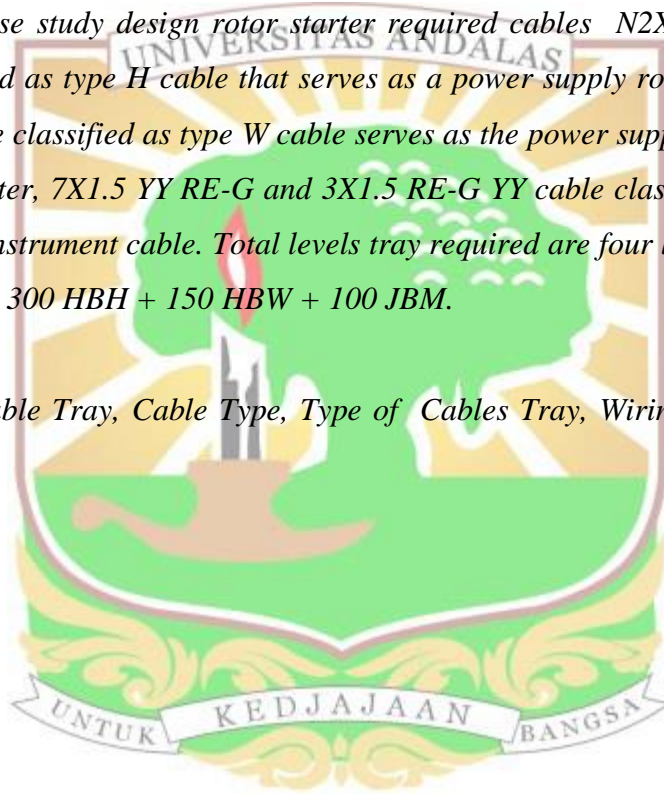 se study design rotor starter required cables N2X
UNIVERSITAS ANDALAS
d as type H cable that serves as a power supply ro
e classified as type W cable serves as the power supp
ter, 7X1.5 YY RE-G and 3X1.5 RE-G YY cable clas
nstrument cable. Total levels tray required are four
300 HBH + 150 HBW + 100 JBM.
able Tray, Cable Type, Type of Cables Tray, Wirin
UNTUK KEDJAJAAN BANGSA